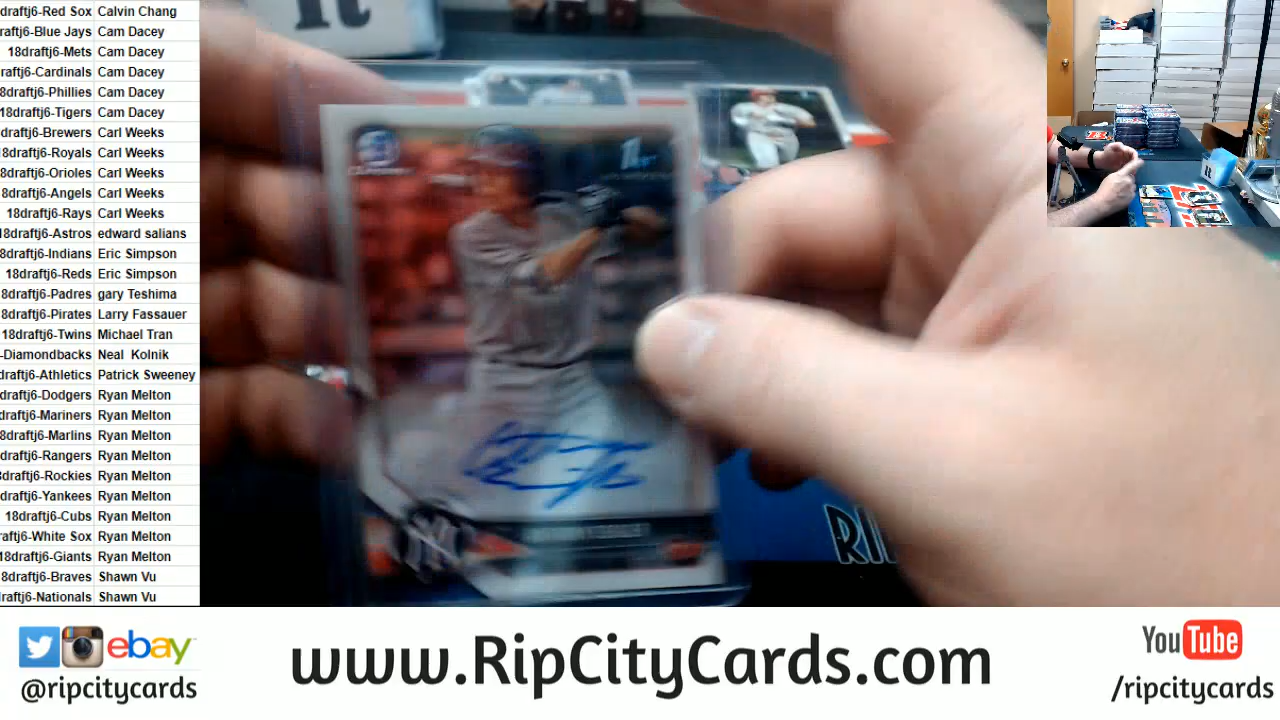 draftj6-Red Sox Calvin Chang
raftj6-Blue Jays Cam Dacey
18draftj6-Mets Cam Dacey
raftj6-Cardinals Cam Dacey
8draftj6-Phillies Cam Dacey
18draftj6-Tigers Cam Dacey
draftj6-Brewers Carl Weeks
8draftj6-Royals Carl Weeks
8draftj6-Orioles Carl Weeks
8draftj6-Angels Carl Weeks
18draftj6-Rays Carl Weeks
8draftj6-Astros edward salians
8draftj6-Indians Eric Simpson
18draftj6-Reds Eric Simpson
8draftj6-Padres gary Teshima
8draftj6-Pirates Larry Fassauer
18draftj6-Twins Michael Tran
-Diamondbacks Neal Kolnik
draftj6-Athletics Patrick Sweeney
draftj6-Dodgers Ryan Melton
draftj6-Mariners Ryan Melton
8draftj6-Marlins Ryan Melton
draftj6-Rangers Ryan Melton
draftj6-Rockies Ryan Melton
draftj6-Yankees Ryan Melton
18draftj6-Cubs Ryan Melton
raftj6-White Sox Ryan Melton
18draftj6-Giants Ryan Melton
8draftj6-Braves Shawn Vu
raftj6-Nationals Shawn Vu
1st
NY
RI
ebay
@ripcitycards
www.RipCityCards.com
YouTube
/ripcitycards